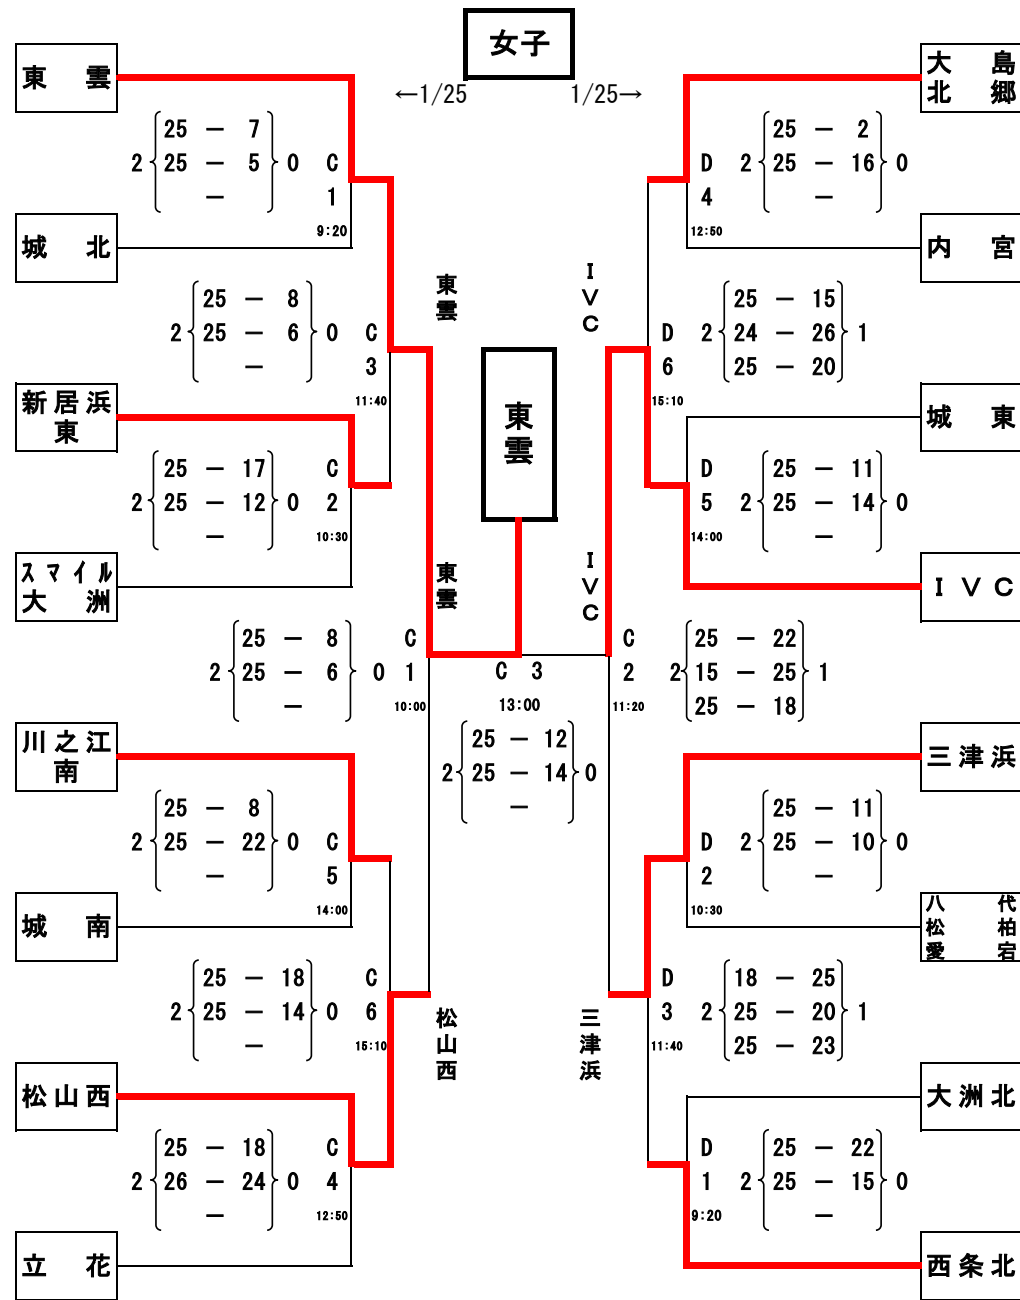 女子
←1/25
1/25→
東 雲
25 − 7
2 25 − 5 0
−
C
1
9:20
城 北
25 − 8
2 25 − 6 0
−
C
3
11:40
新居浜
東
25 − 17
2 25 − 12 0
−
C
2
10:30
スマイル
大 洲
東雲
東雲
25 − 8
2 25 − 6 0
−
C
1
10:00
川之江
南
25 − 8
2 25 − 22 0
−
C
5
14:00
城 南
25 − 18
2 25 − 14 0
−
C
6
15:10
松山西
松山西
25 − 18
2 26 − 24 0
−
C
4
12:50
立 花
東雲
C 3
13:00
25 − 12
2 25 − 14 0
−
大 島
北 郷
D
4
12:50
25 − 2
2 25 − 16 0
−
内 宮
IVC
D
6
15:10
25 − 15
2 24 − 26 1
25 − 20
城 東
D
5
14:00
25 − 11
2 25 − 14 0
−
IVC
IVC
C
2
11:20
25 − 22
2 15 − 25 1
25 − 18
三津浜
D
2
10:30
25 − 11
2 25 − 10 0
−
八 代
松 柏
愛 宕
三津浜
D
3
11:40
18 − 25
2 25 − 20 1
25 − 23
大洲北
D
1
9:20
25 − 22
2 25 − 15 0
−
西条北